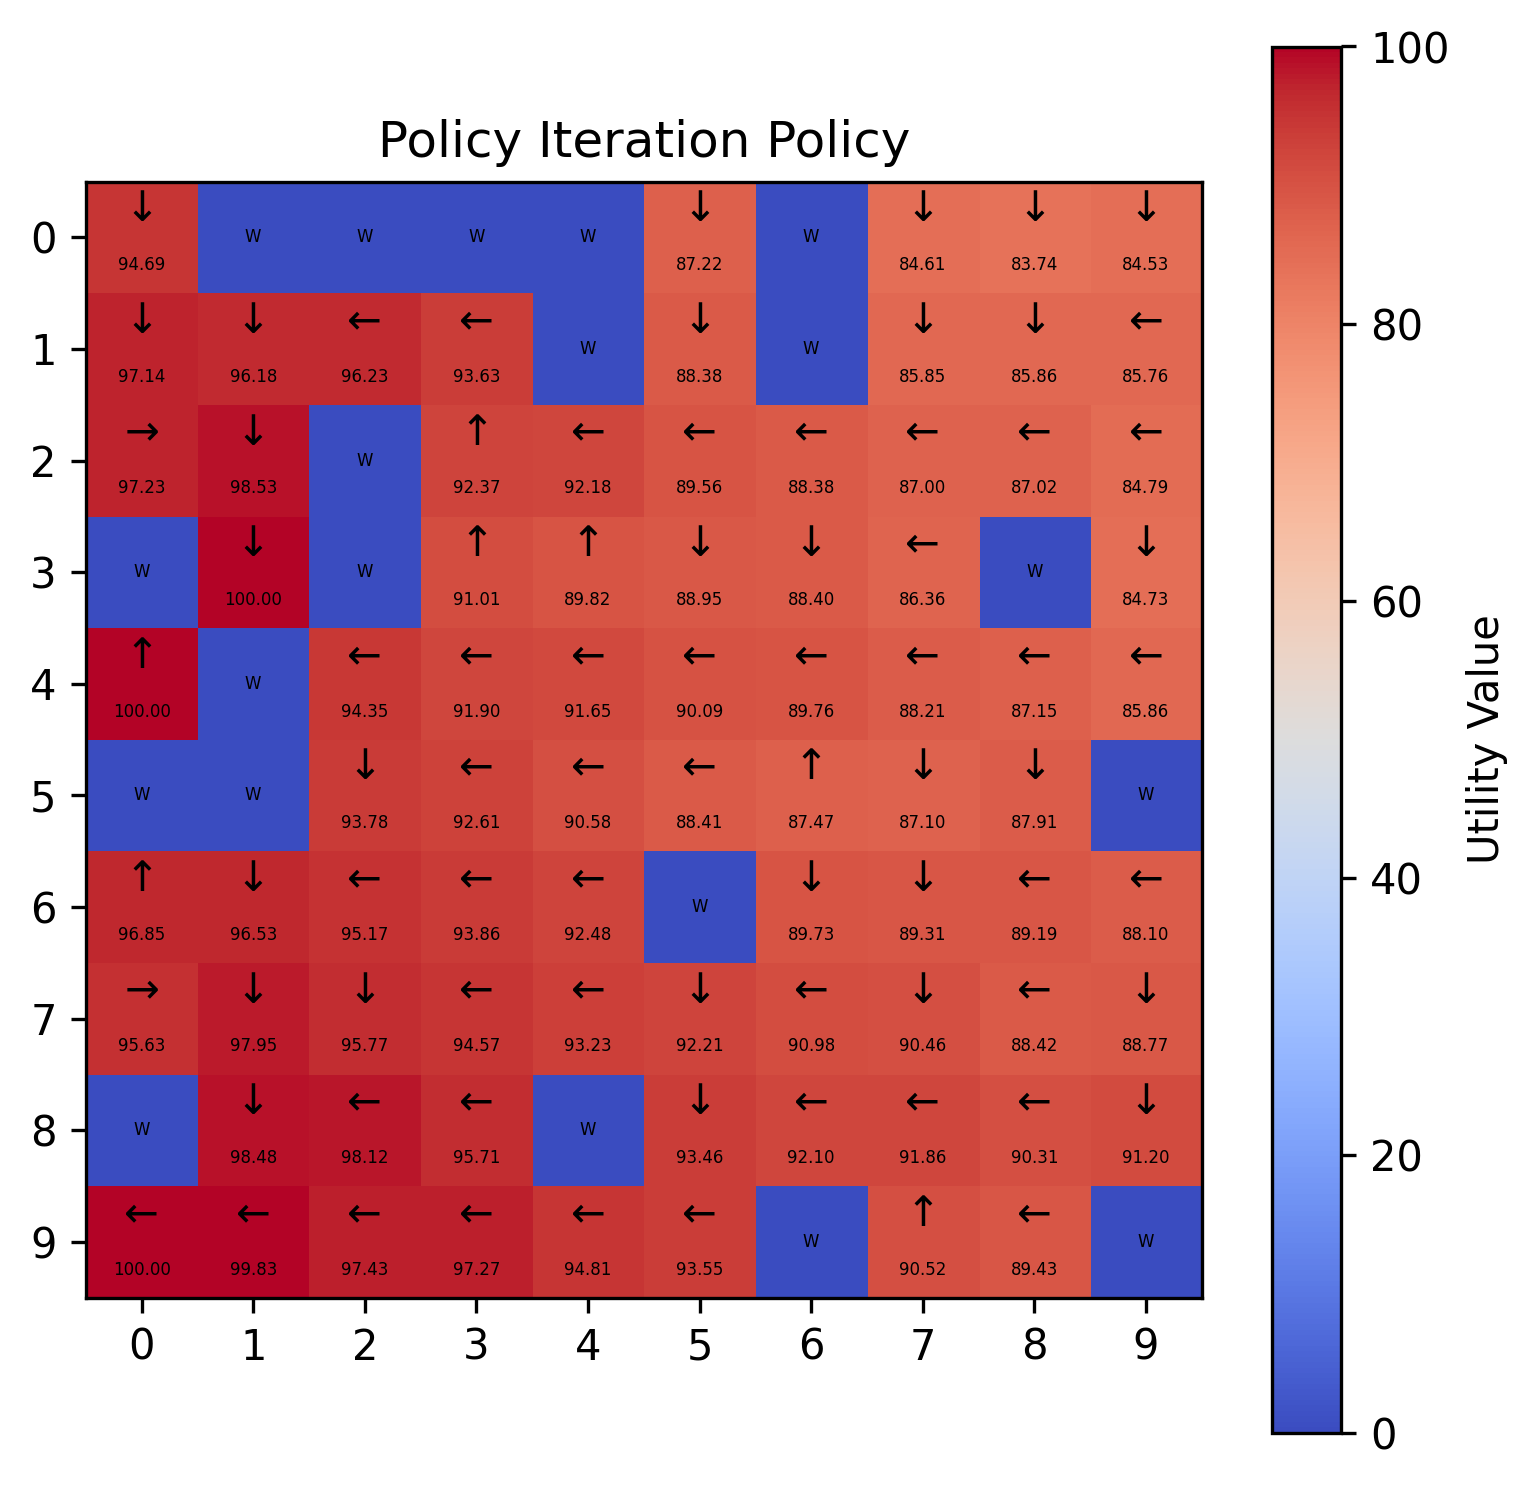 Policy Iteration Policy
100
80
60
40
20
0
Utility Value
0 ↓ W W W W ↓ W ↓ ↓ ↓
94.69 87.22 84.61 83.74 84.53
1 ↓ ↓ ← ← W ↓ W ↓ ↓ ←
97.14 96.18 96.23 93.63 88.38 85.85 85.86 85.76
2 → ↓ W ↑ ← ← ← ← ← ←
97.23 98.53 92.37 92.18 89.56 88.38 87.00 87.02 84.79
3 W ↓ W ↑ ↑ ↓ ↓ ← W ↓
100.00 91.01 89.82 88.95 88.40 86.36 84.73
4 ↑ W ← ← ← ← ← ← ← ←
100.00 94.35 91.90 91.65 90.09 89.76 88.21 87.15 85.86
5 W W ↓ ← ← ← ↑ ↓ ↓ W
93.78 92.61 90.58 88.41 87.47 87.10 87.91
6 ↑ ↓ ← ← ← W ↓ ↓ ← ←
96.85 96.53 95.17 93.86 92.48 89.73 89.31 89.19 88.10
7 → ↓ ↓ ← ← ↓ ← ↓ ← ↓
95.63 97.95 95.77 94.57 93.23 92.21 90.98 90.46 88.42 88.77
8 W ↓ ← ← W ↓ ← ← ← ↓
98.48 98.12 95.71 93.46 92.10 91.86 90.31 91.20
9 ← ← ← ← ← ← W ↑ ← W
100.00 99.83 97.43 97.27 94.81 93.55 90.52 89.43
0 1 2 3 4 5 6 7 8 9